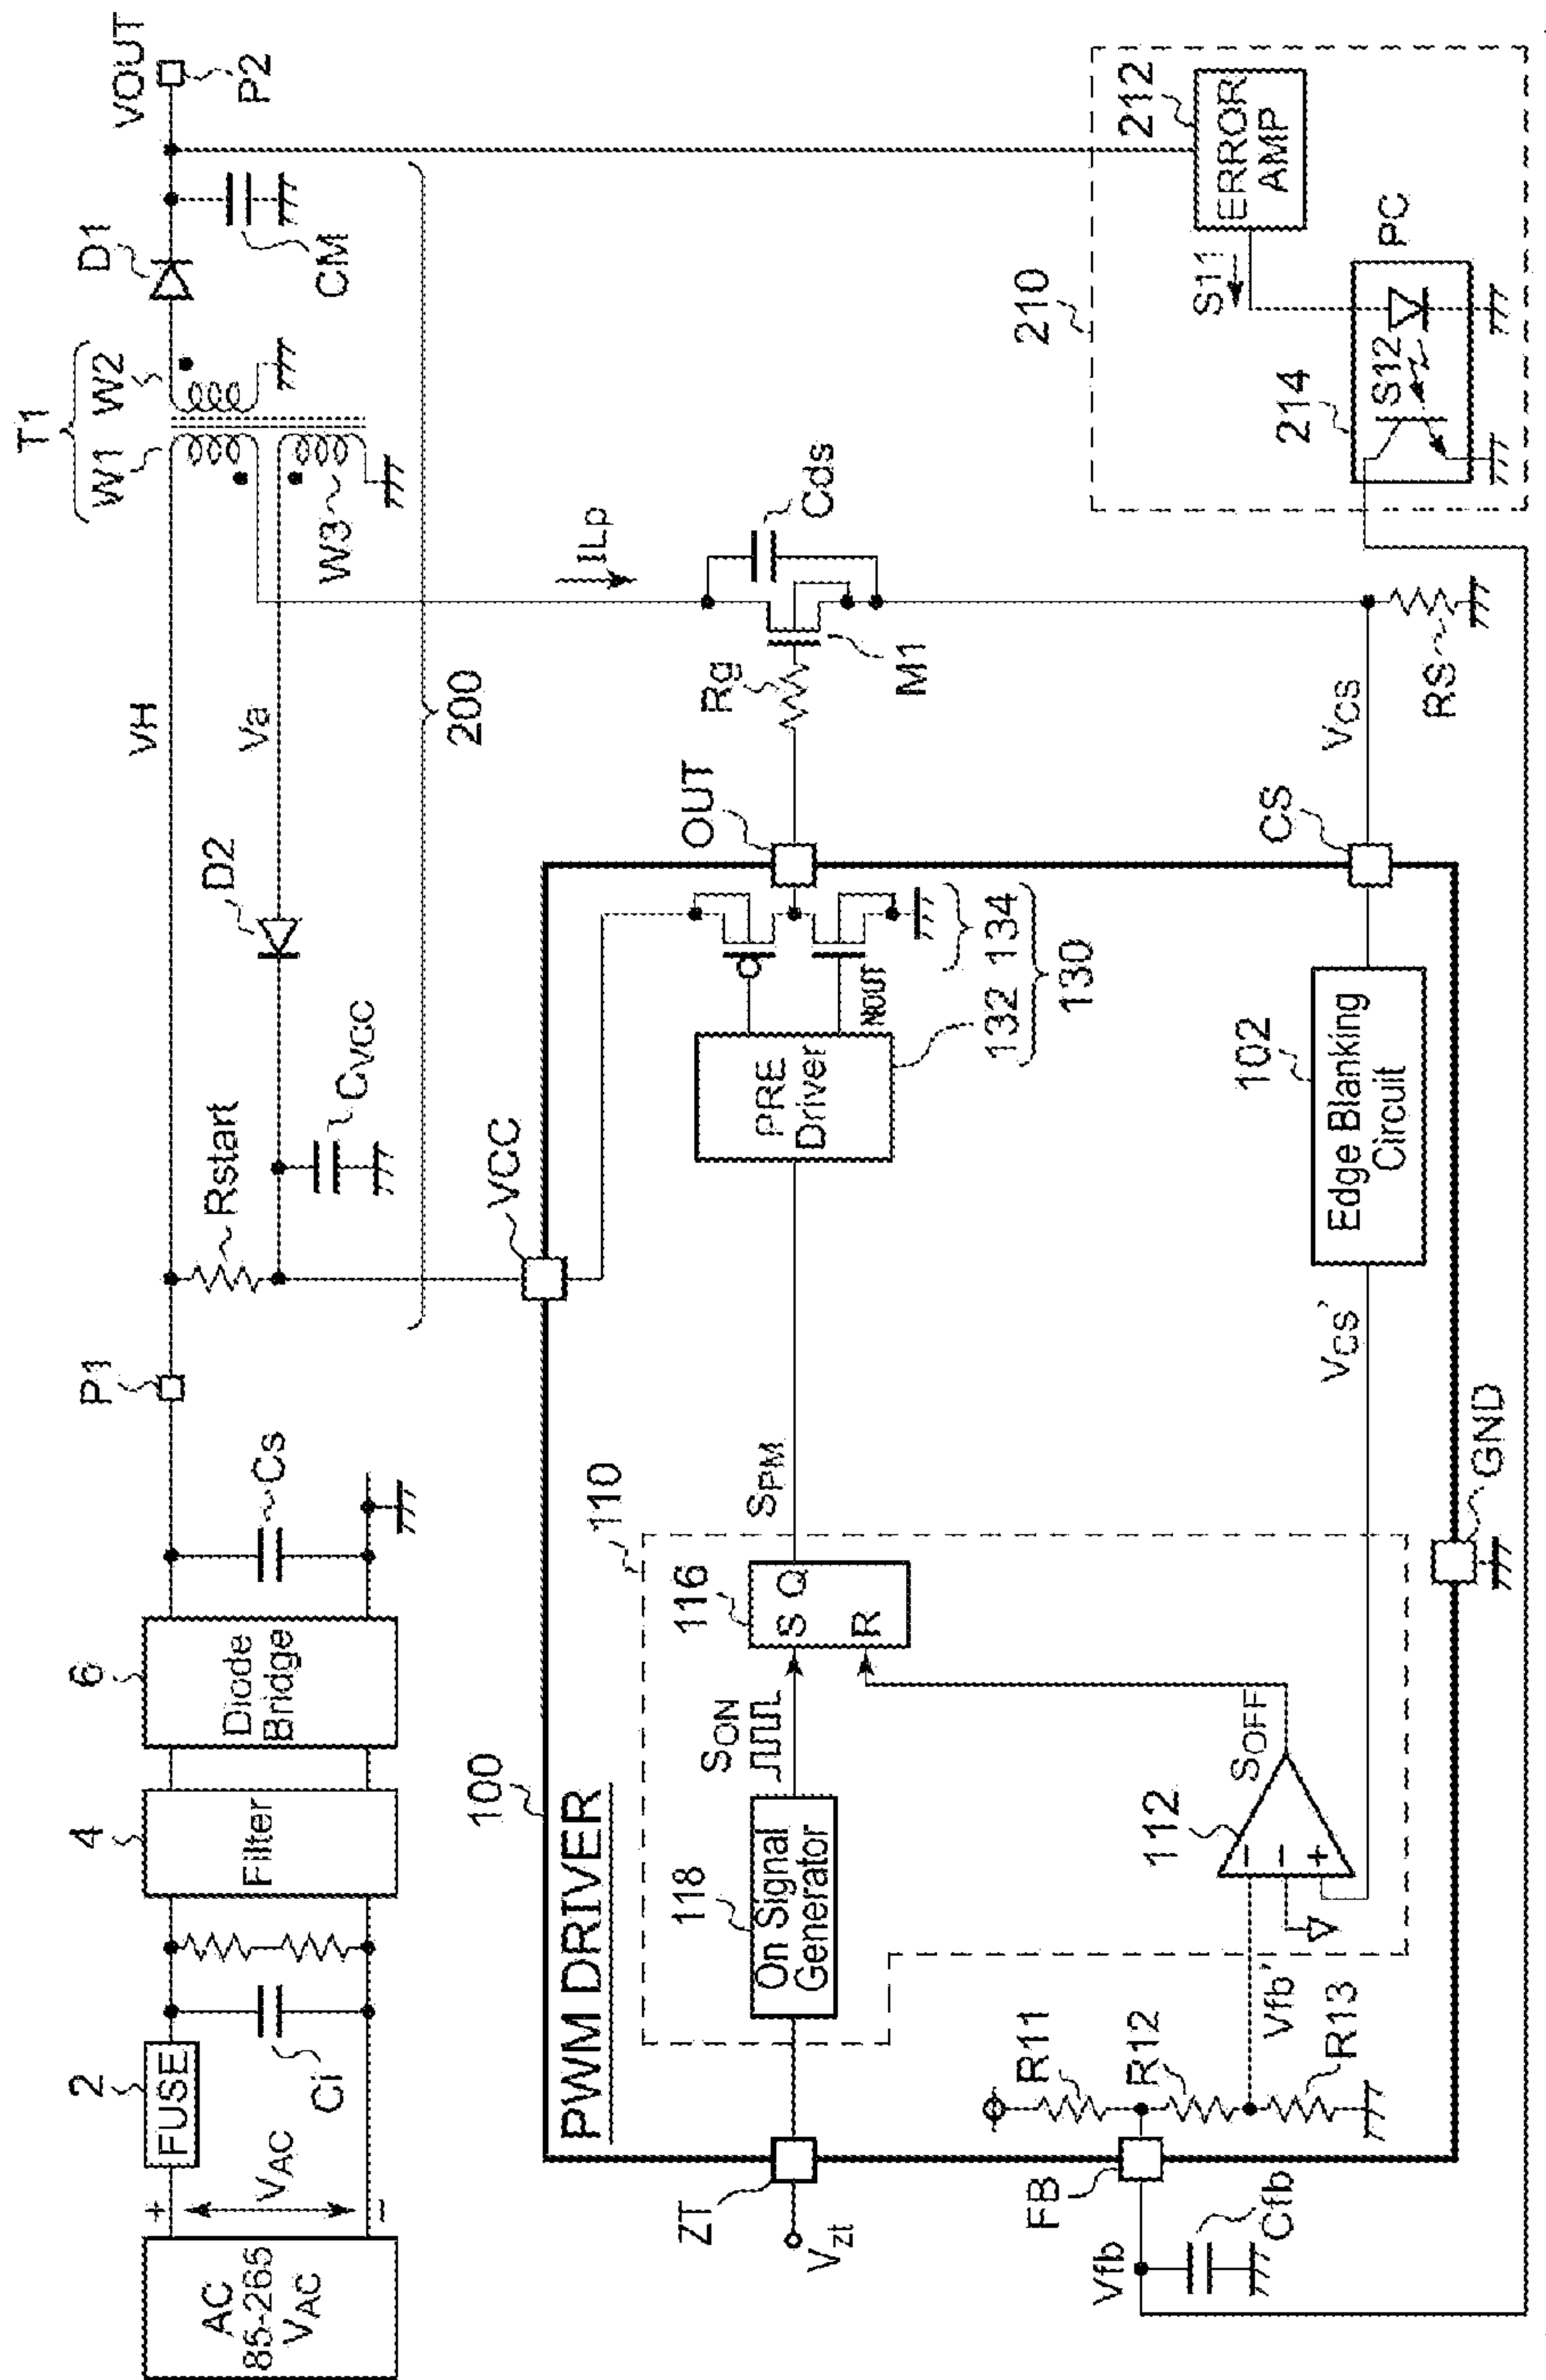 AC
85-265
VAC
+
VAC
−
2
FUSE
Ci
4
Filter
6
Diode
Bridge
Cs
P1
Rstart
CVCC
D2
VH
Va
200
T1
W1
W2
W3
D1
CM
VOUT
P2
VCC
100
PWM DRIVER
ZT
Vzt
118
On Signal
Generator
SON
116
S Q
R
110
SPM
PRE
Driver
NOUT
132
134
130
OUT
Rg
M1
ILp
Cds
FB
Vfb
Cfb
R11
R12
R13
Vfb'
112
−
−
+
SOFF
VCS'
102
Edge Blanking
Circuit
CS
VCS
RS
GND
210
212
ERROR
AMP
S11
214
S12
PC